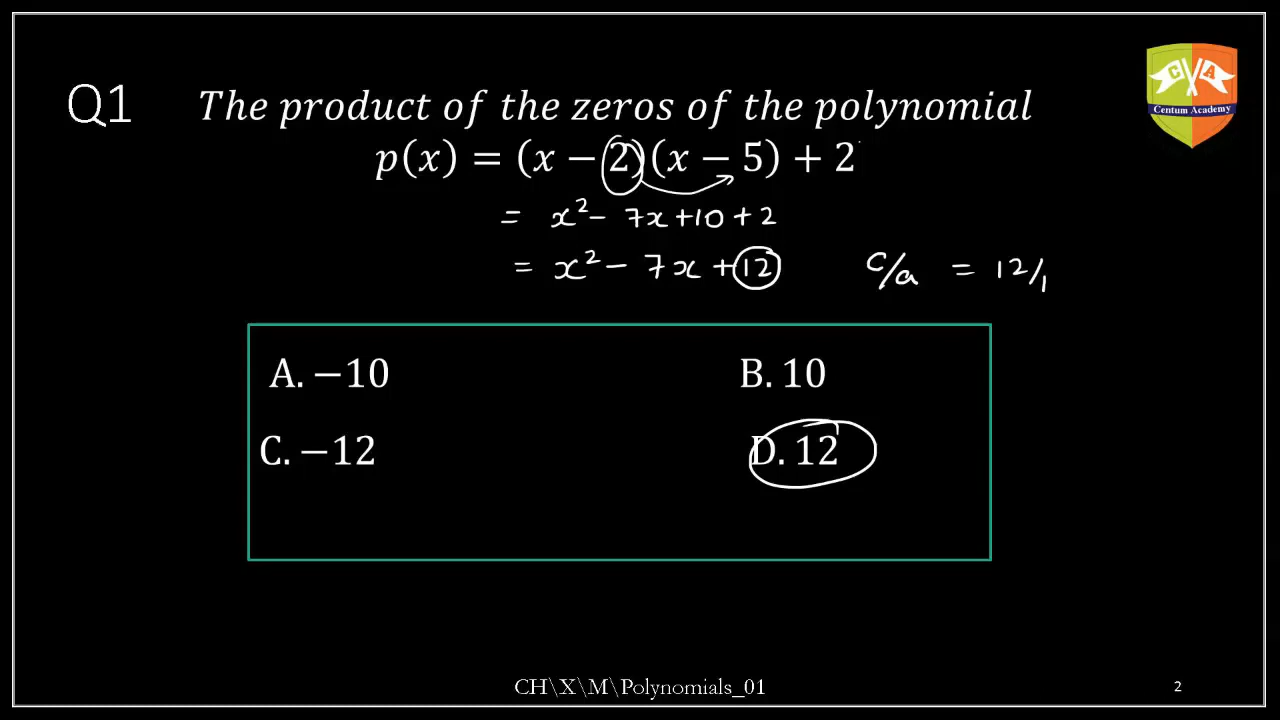 Q1 The product of the zeros of the polynomial
p(x) = (x − 2)(x − 5) + 2
= x² − 7x + 10 + 2
= x² − 7x + 12 c/a = 12/1
A. −10 B. 10
C. −12 D. 12
C A
Centum Academy
CH\X\M\Polynomials_01 2